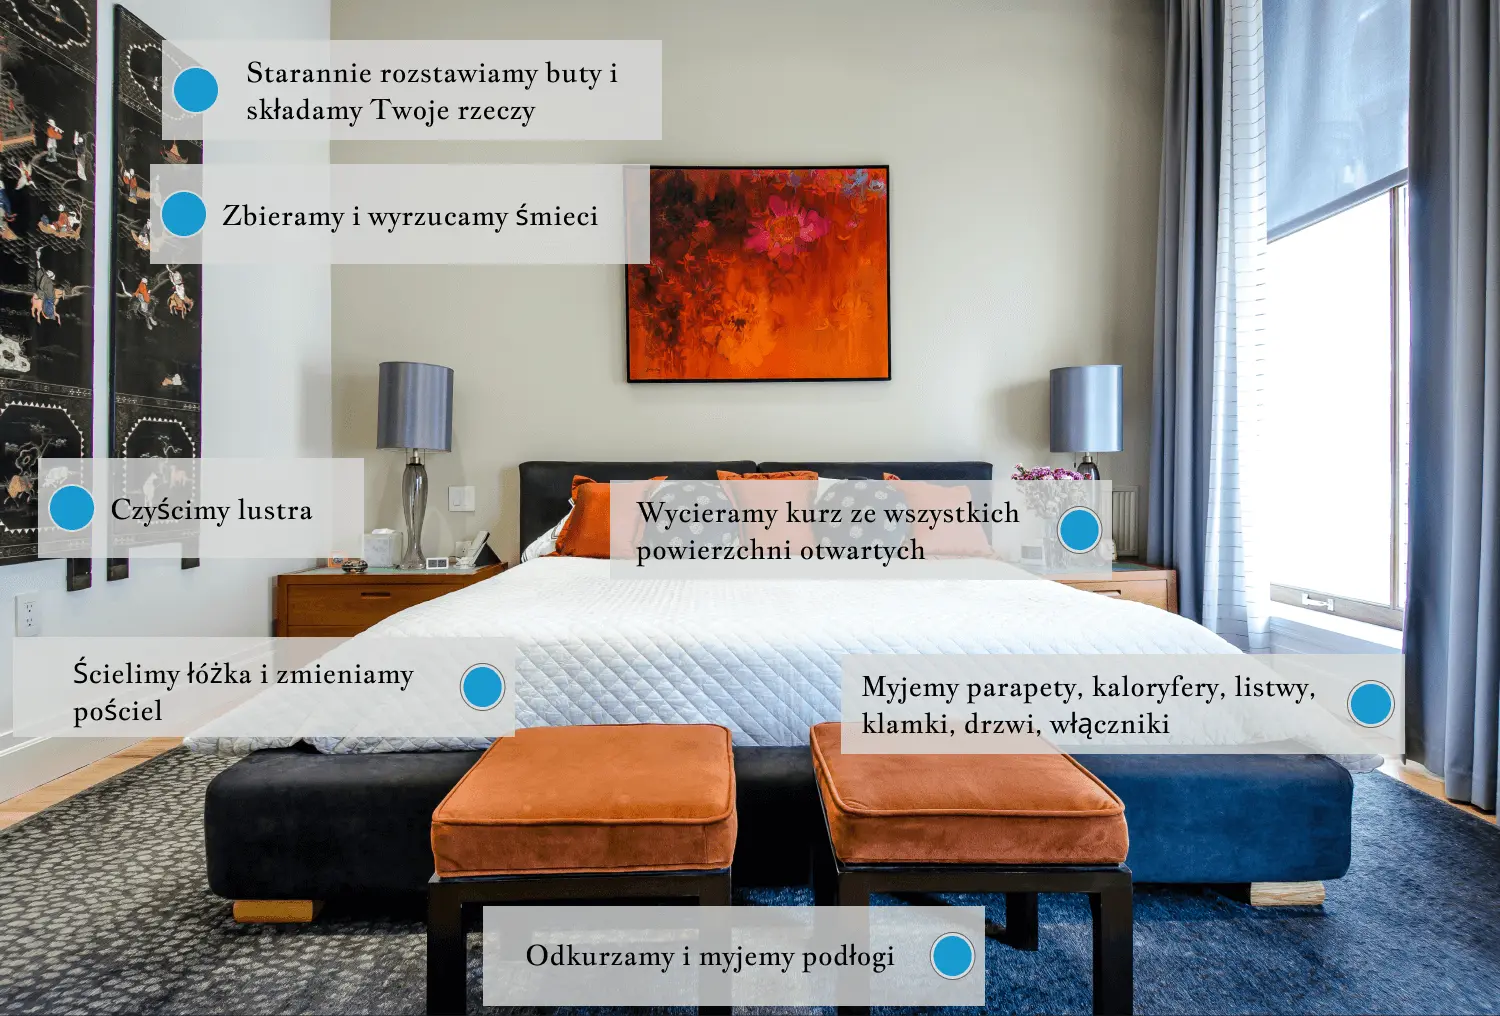 Starannie rozstawiamy buty i
składamy Twoje rzeczy
Zbieramy i wyrzucamy śmieci
Czyścimy lustra
Wycieramy kurz ze wszystkich
powierzchni otwartych
Ścielimy łóżka i zmieniamy
pościel
Myjemy parapety, kaloryfery, listwy,
klamki, drzwi, włączniki
Odkurzamy i myjemy podłogi